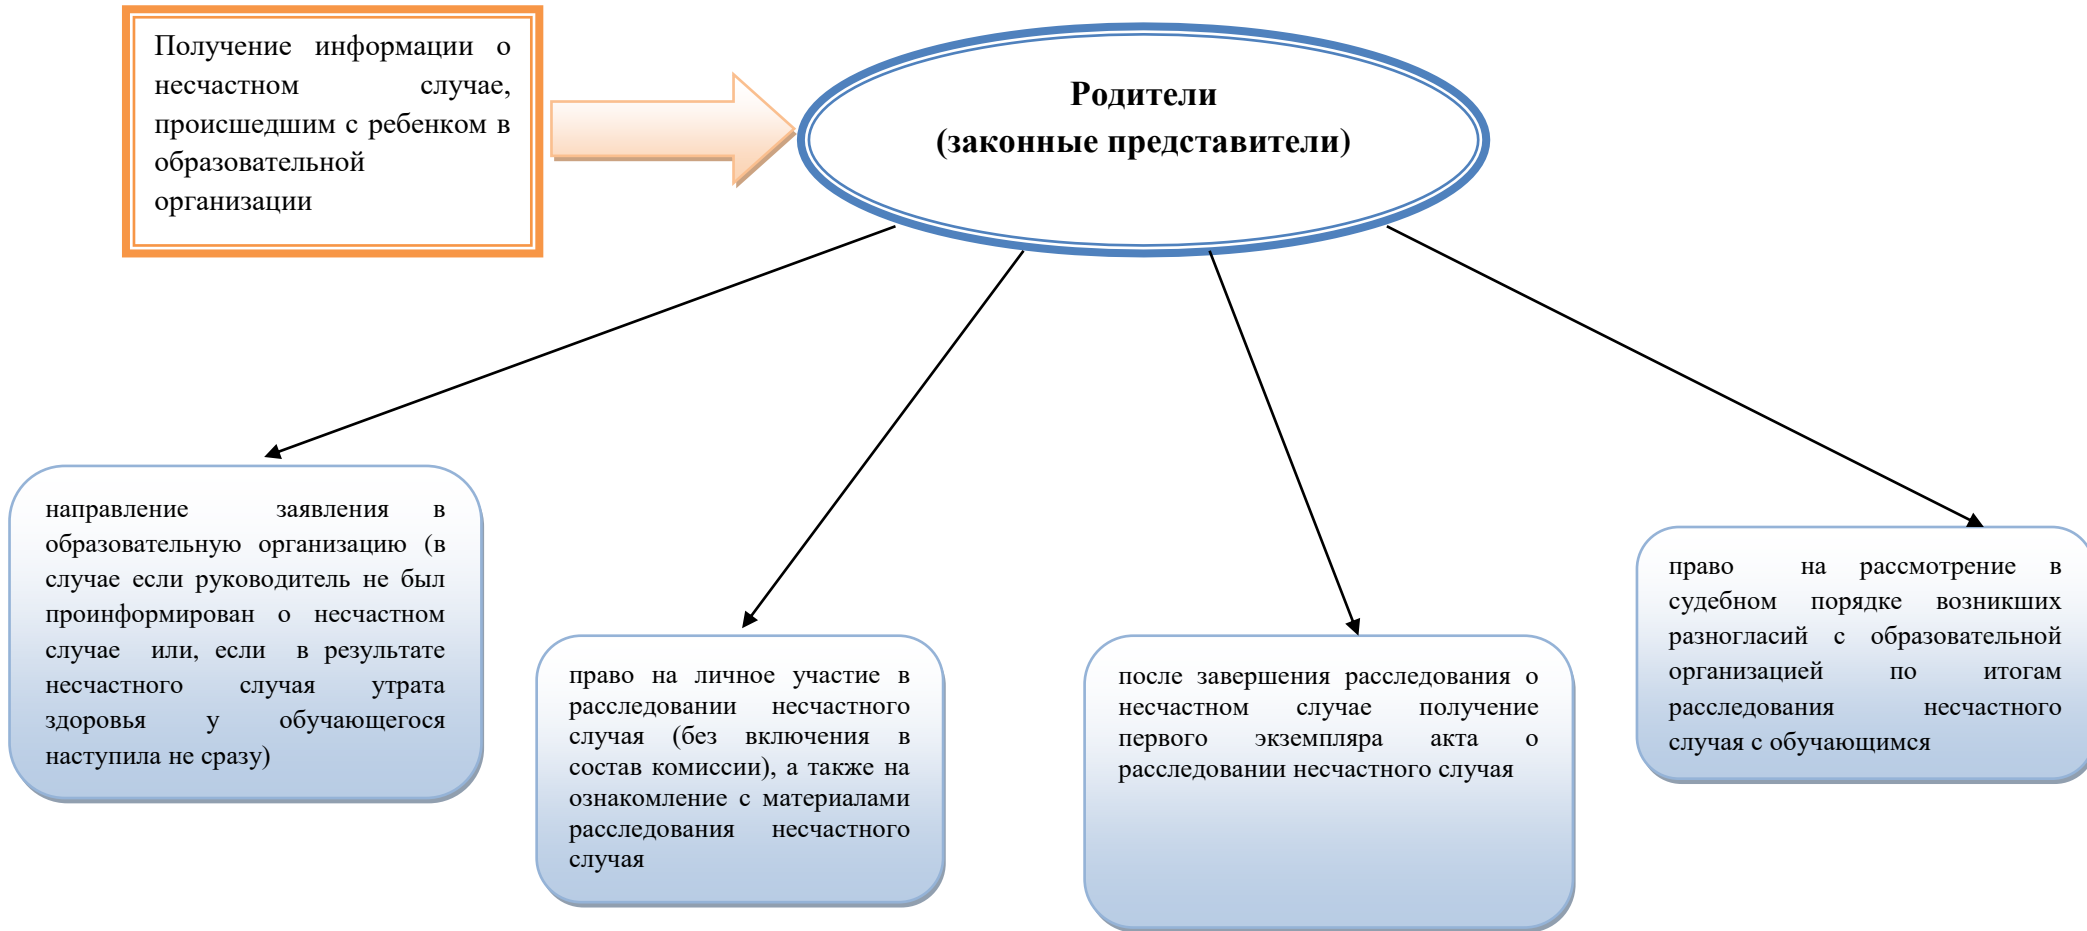 Получение информации о
несчастном случае,
происшедшим с ребенком в
образовательной
организации
Родители
(законные представители)
направление заявления в
образовательную организацию (в
случае если руководитель не был
проинформирован о несчастном
случае или, если в результате
несчастного случая утрата
здоровья у обучающегося
наступила не сразу)
право на личное участие в
расследовании несчастного
случая (без включения в
состав комиссии), а также на
ознакомление с материалами
расследования несчастного
случая
после завершения расследования о
несчастном случае получение
первого экземпляра акта о
расследовании несчастного случая
право на рассмотрение в
судебном порядке возникших
разногласий с образовательной
организацией по итогам
расследования несчастного
случая с обучающимся